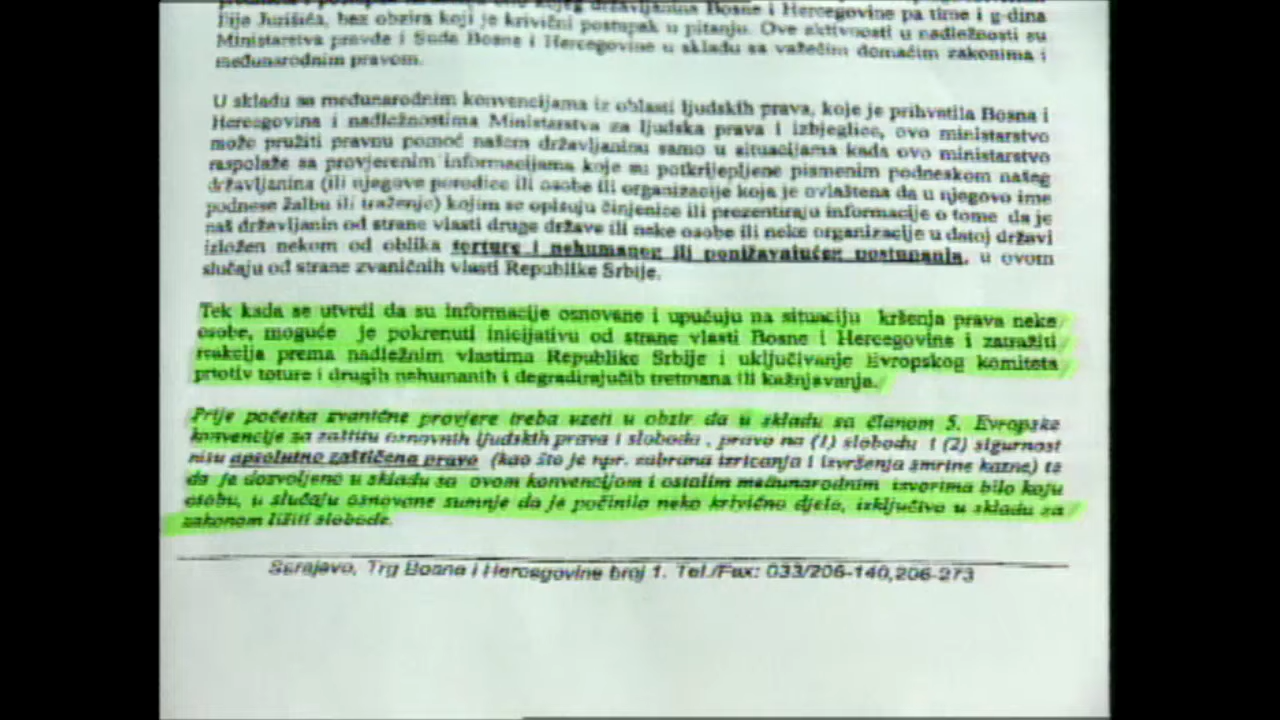 državljanina Bosne i Hercegovine pa time i g-dina
Ilije Jurišića, bez obzira koji je krivični postupak u pitanju. Ove aktivnosti u nadležnosti su
Ministarstva pravde i Suda Bosne i Hercegovine u skladu sa važećim domaćim zakonima i
međunarodnim pravom.
U skladu sa međunarodnim konvencijama iz oblasti ljudskih prava, koje je prihvatila Bosna i
Hercegovina i nadležnostima Ministarstva za ljudska prava i izbjeglice, ovo ministarstvo
može pružiti pravnu pomoć našem državljaninu samo u situacijama kada ovo ministarstvo
raspolaže sa provjerenim informacijama koje su potkrijepljene pismenim podneskom našeg
državljanina (ili njegove porodice ili osobe ili organizacije koja je ovlaštena da u njegovo ime
podnese žalbu ili traženje) kojim se opisuju činjenice ili prezentiraju informacije o tome da je
naš državljanin od strane vlasti druge države ili neke osobe ili neke organizacije u datoj državi
izložen nekom od oblika torture i nehumanog ili ponižavajućeg postupanja, u ovom
slučaju od strane zvaničnih vlasti Republike Srbije.
Tek kada se utvrdi da su informacije osnovane i upućuju na situaciju kršenja prava neke
osobe, moguće je pokrenuti inicijativu od strane vlasti Bosne i Hercegovine i zatražiti
reakcija prema nadležnim vlastima Republike Srbije i uključivanje Evropskog komiteta
protiv toture i drugih nehumanih i degradirajućih tretmana ili kažnjavanja.
Prije početka zvanične provjere treba uzeti u obzir da u skladu sa članom 5. Evropske
konvencije za zaštitu osnovnih ljudskih prava i sloboda , pravo na (1) slobodu i (2) sigurnost
nisu apsolutno zaštićena prava (kao što je npr. zabrana izricanja i izvršenja smrtne kazne) te
da je dozvoljeno u skladu sa ovom konvencijom i ostalim međunarodnim izvorima bilo koju
osobu, u slučaju osnovane sumnje da je počinila neko krivično djelo, isključivo u skladu sa
zakonom lišiti slobode.
Sarajevo, Trg Bosne i Hercegovine broj 1. Tel./Fax: 033/206-140,206-273